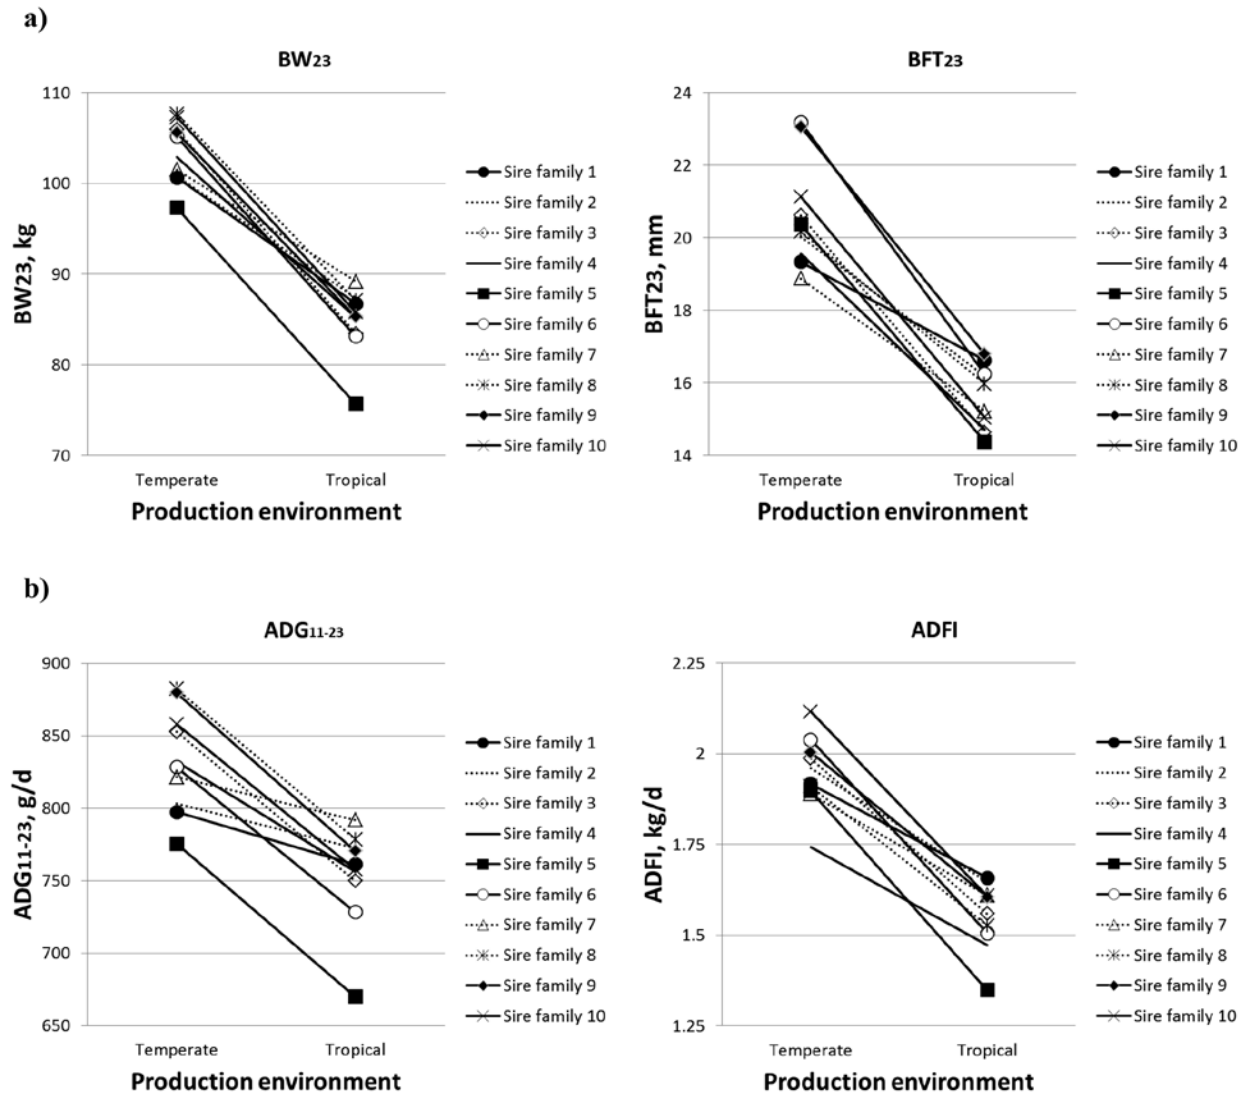 a)
BW23
110
100
90
80
70
BW23, kg
Temperate
Tropical
Production environment
Sire family 1
Sire family 2
Sire family 3
Sire family 4
Sire family 5
Sire family 6
Sire family 7
Sire family 8
Sire family 9
Sire family 10
BFT23
24
22
20
18
16
14
BFT23, mm
Temperate
Tropical
Production environment
Sire family 1
Sire family 2
Sire family 3
Sire family 4
Sire family 5
Sire family 6
Sire family 7
Sire family 8
Sire family 9
Sire family 10
b)
ADG11-23
900
850
800
750
700
650
ADG11-23, g/d
Temperate
Tropical
Production environment
Sire family 1
Sire family 2
Sire family 3
Sire family 4
Sire family 5
Sire family 6
Sire family 7
Sire family 8
Sire family 9
Sire family 10
ADFI
2.25
2
1.75
1.5
1.25
ADFI, kg/d
Temperate
Tropical
Production environment
Sire family 1
Sire family 2
Sire family 3
Sire family 4
Sire family 5
Sire family 6
Sire family 7
Sire family 8
Sire family 9
Sire family 10